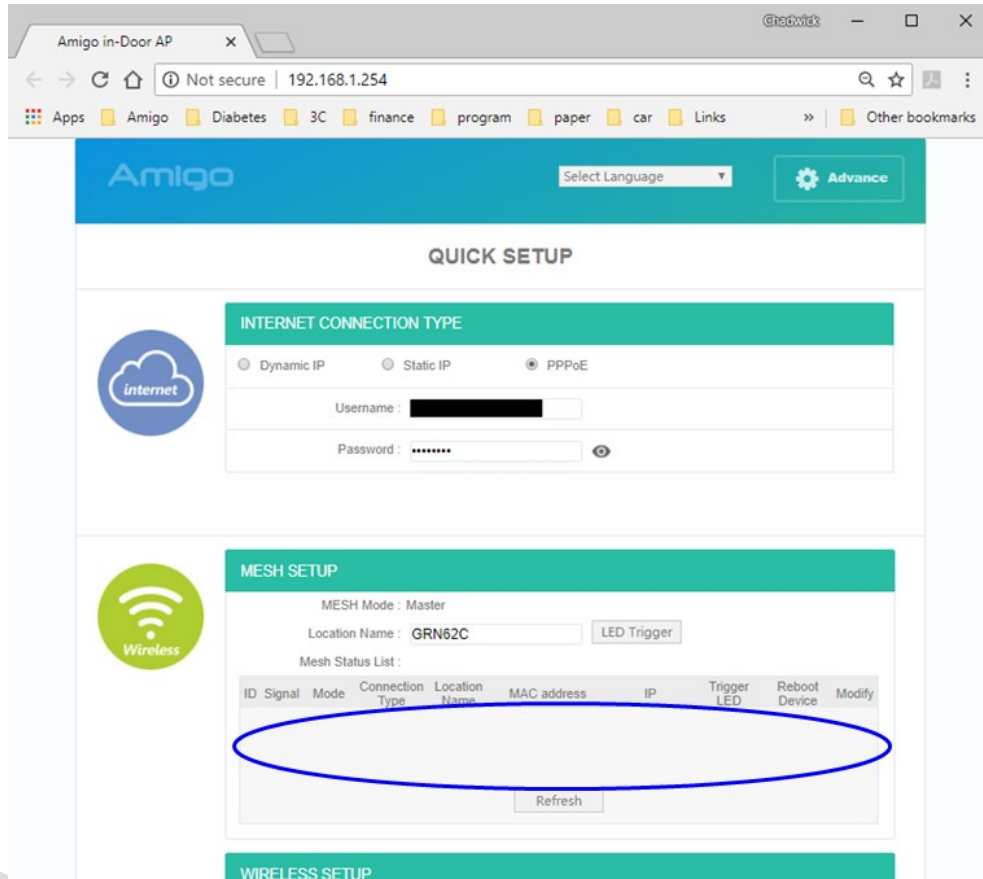 Chadwick
Amigo in-Door AP
Not secure | 192.168.1.254
Apps Amigo Diabetes 3C finance program paper car Links » Other bookmarks
Amigo Select Language Advance
QUICK SETUP
internet
INTERNET CONNECTION TYPE
Dynamic IP Static IP PPPoE
Username :
Password : ••••••••
Wireless
MESH SETUP
MESH Mode : Master
Location Name : GRN62C LED Trigger
Mesh Status List :
ID Signal Mode Connection Type Location Name MAC address IP Trigger LED Reboot Device Modify
Refresh
WIRELESS SETUP